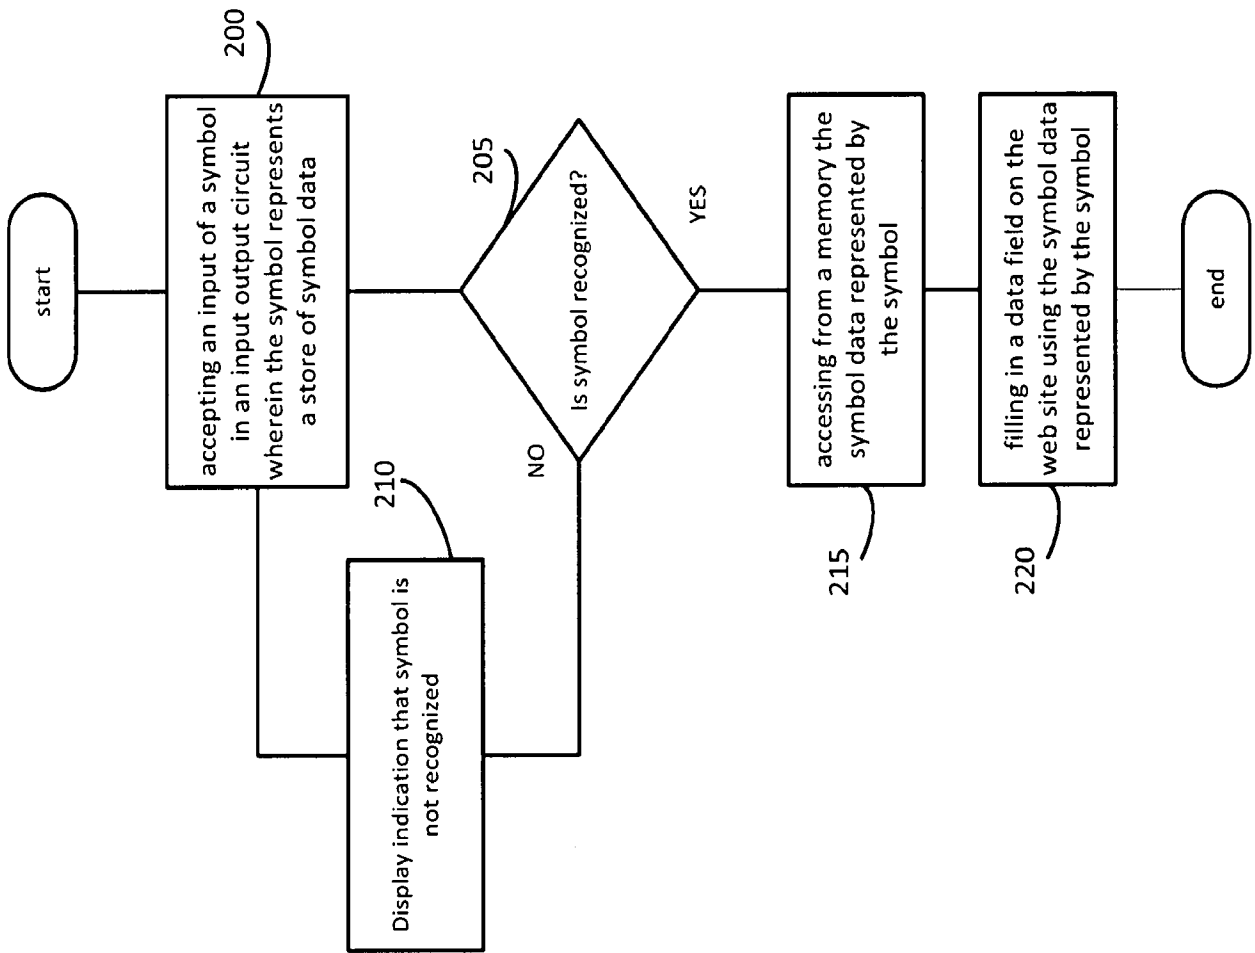 start
200
accepting an input of a symbol
in an input output circuit
wherein the symbol represents
a store of symbol data
205
Is symbol recognized?
NO
YES
210
Display indication that symbol is
not recognized
215
accessing from a memory the
symbol data represented by
the symbol
220
filling in a data field on the
web site using the symbol data
represented by the symbol
end